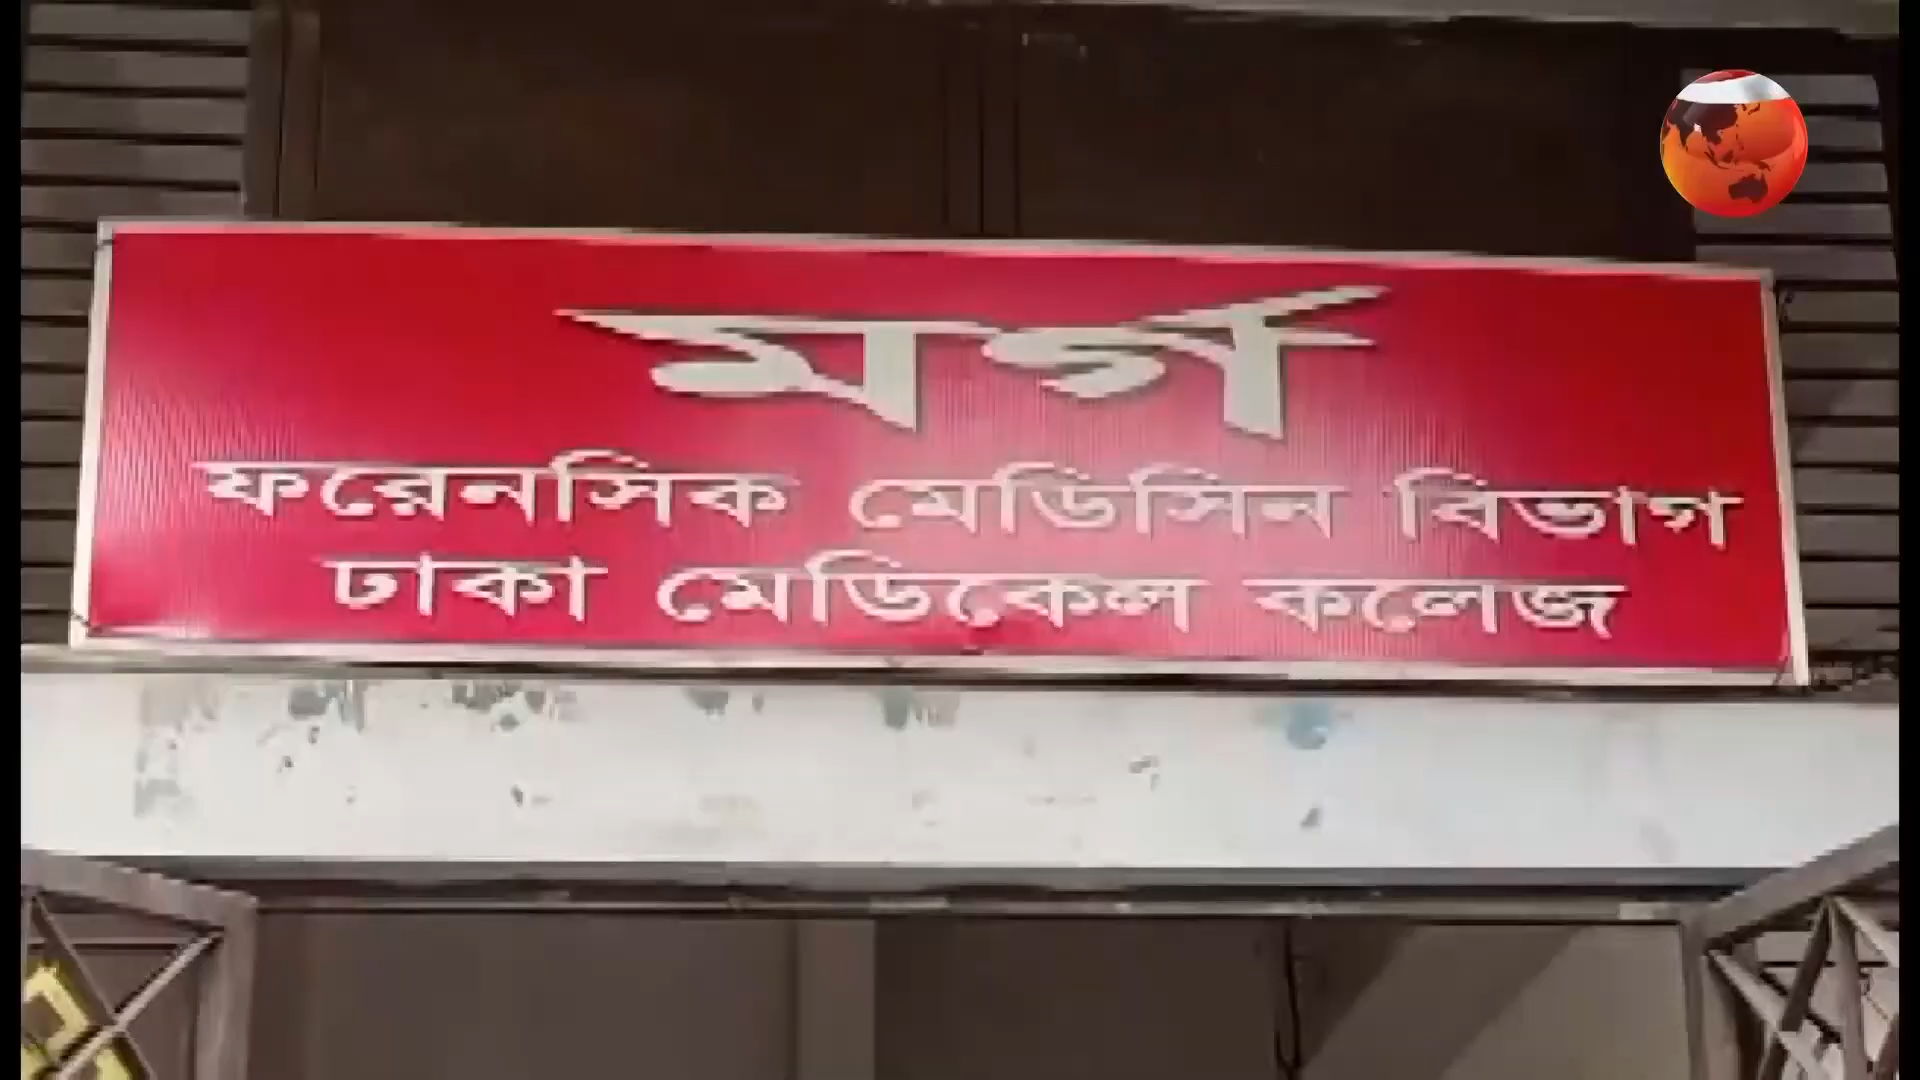 মর্গ
ফরেনসিক মেডিসিন বিভাগ
ঢাকা মেডিকেল কলেজ